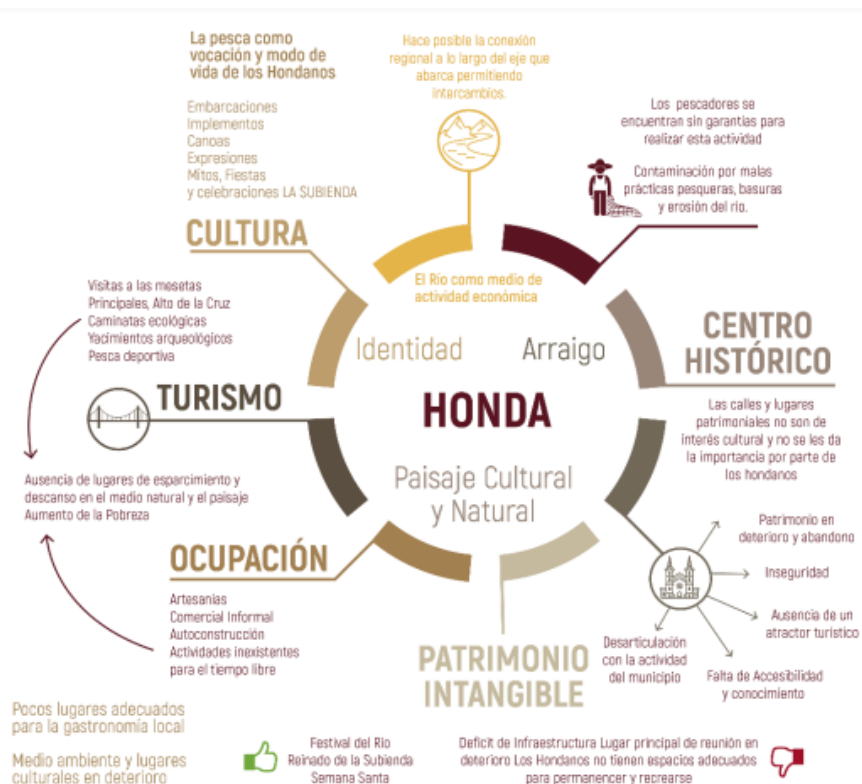 La pesca como
vocación y modo de
vida de los Hondanos
Embarcaciones
Implementos
Canoas
Expresiones
Mitos, Fiestas
y celebraciones LA SUBIENDA
CULTURA
Hace posible la conexión
regional a lo largo del eje que
abarca permitiendo
intercambios.
Los pescadores se
encuentran sin garantías para
realizar esta actividad
Contaminación por malas
prácticas pesqueras, basuras
y erosión del río.
El Río como medio de
actividad económica
Identidad
Arraigo
HONDA
Paisaje Cultural
y Natural
CENTRO
HISTÓRICO
Las calles y lugares
patrimoniales no son de
interés cultural y no se les da
la importancia por parte de
los hondanos
Visitas a las mesetas
Principales, Alto de la Cruz
Caminatas ecológicas
Yacimientos arqueológicos
Pesca deportiva
TURISMO
Ausencia de lugares de esparcimiento y
descanso en el medio natural y el paisaje
Aumento de la Pobreza
OCUPACIÓN
Artesanias
Comercial Informal
Autoconstrucción
Actividades inexistentes
para el tiempo libre
PATRIMONIO
INTANGIBLE
Patrimonio en
deterioro y abandono
Inseguridad
Ausencia de un
atractor turístico
Falta de Accesibilidad
y conocimiento
Desarticulación
con la actividad
del municipio
Pocos lugares adecuados
para la gastronomía local
Medio ambiente y lugares
culturales en deterioro
Festival del Rio
Reinado de la Subienda
Semana Santa
Deficit de Infraestructura Lugar principal de reunión en
deterioro Los Hondanos no tienen espacios adecuados
para permanencer y recrearse